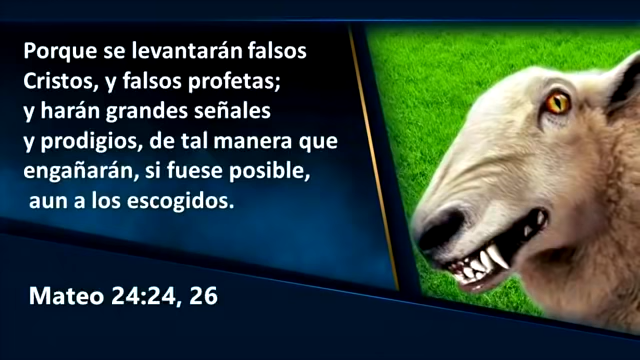 Porque se levantarán falsos
Cristos, y falsos profetas;
y harán grandes señales
y prodigios, de tal manera que
engañarán, si fuese posible,
aun a los escogidos.
Mateo 24:24, 26